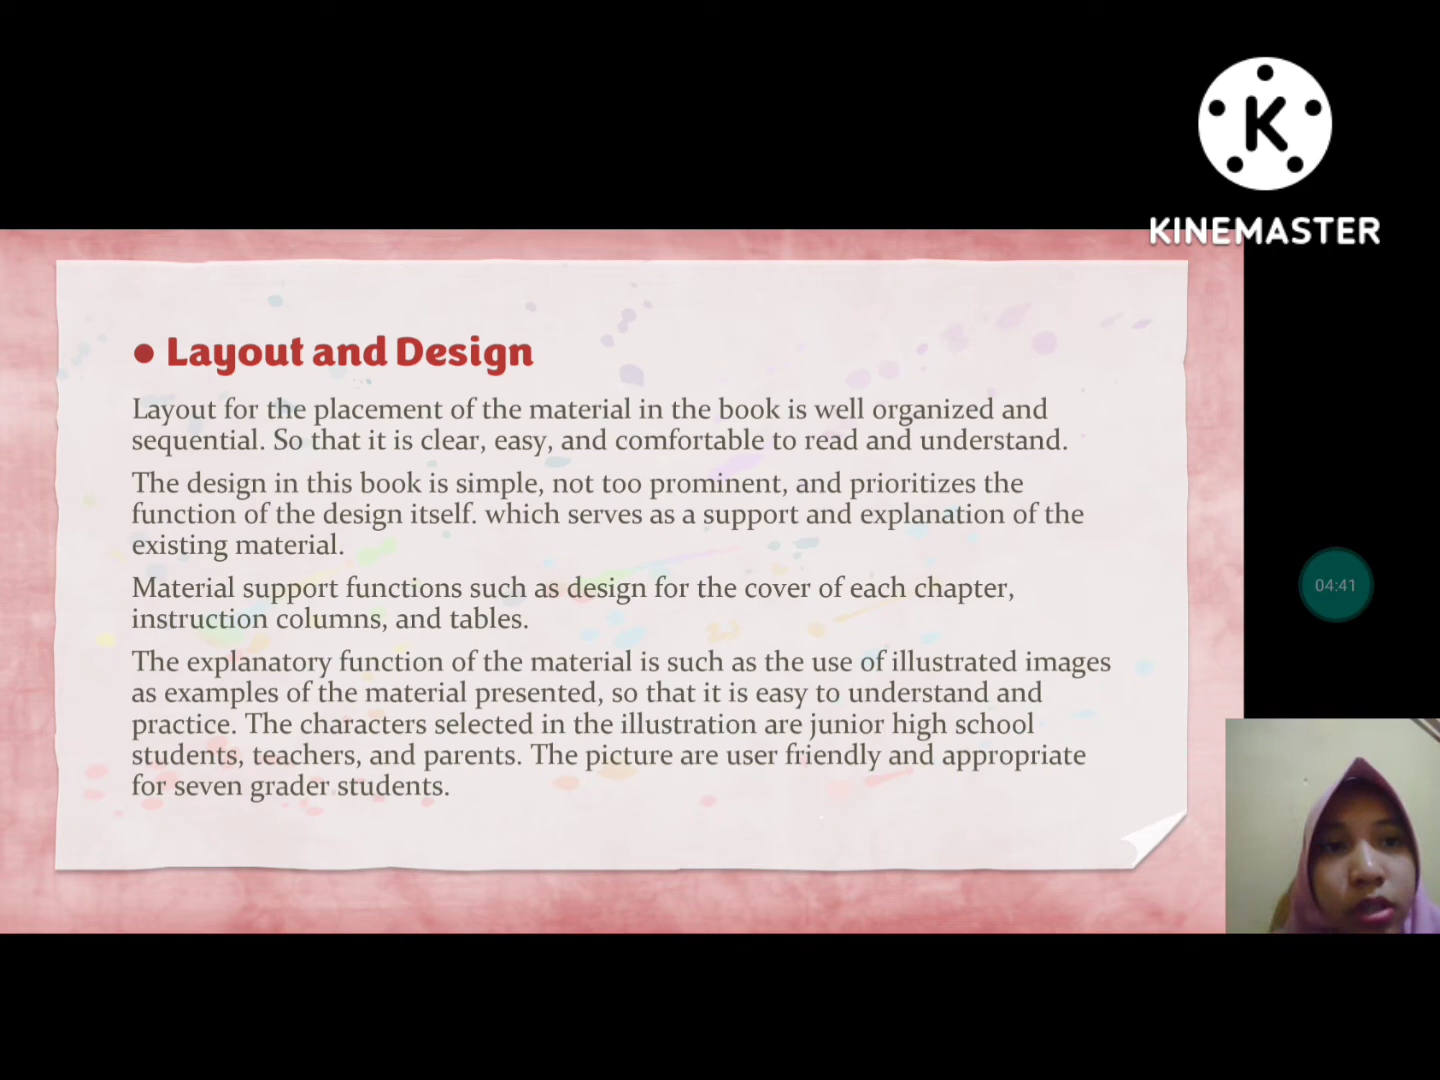 K
KINEMASTER
• Layout and Design
Layout for the placement of the material in the book is well organized and
sequential. So that it is clear, easy, and comfortable to read and understand.
The design in this book is simple, not too prominent, and prioritizes the
function of the design itself. which serves as a support and explanation of the
existing material.
Material support functions such as design for the cover of each chapter,
instruction columns, and tables.
The explanatory function of the material is such as the use of illustrated images
as examples of the material presented, so that it is easy to understand and
practice. The characters selected in the illustration are junior high school
students, teachers, and parents. The picture are user friendly and appropriate
for seven grader students.
04:41